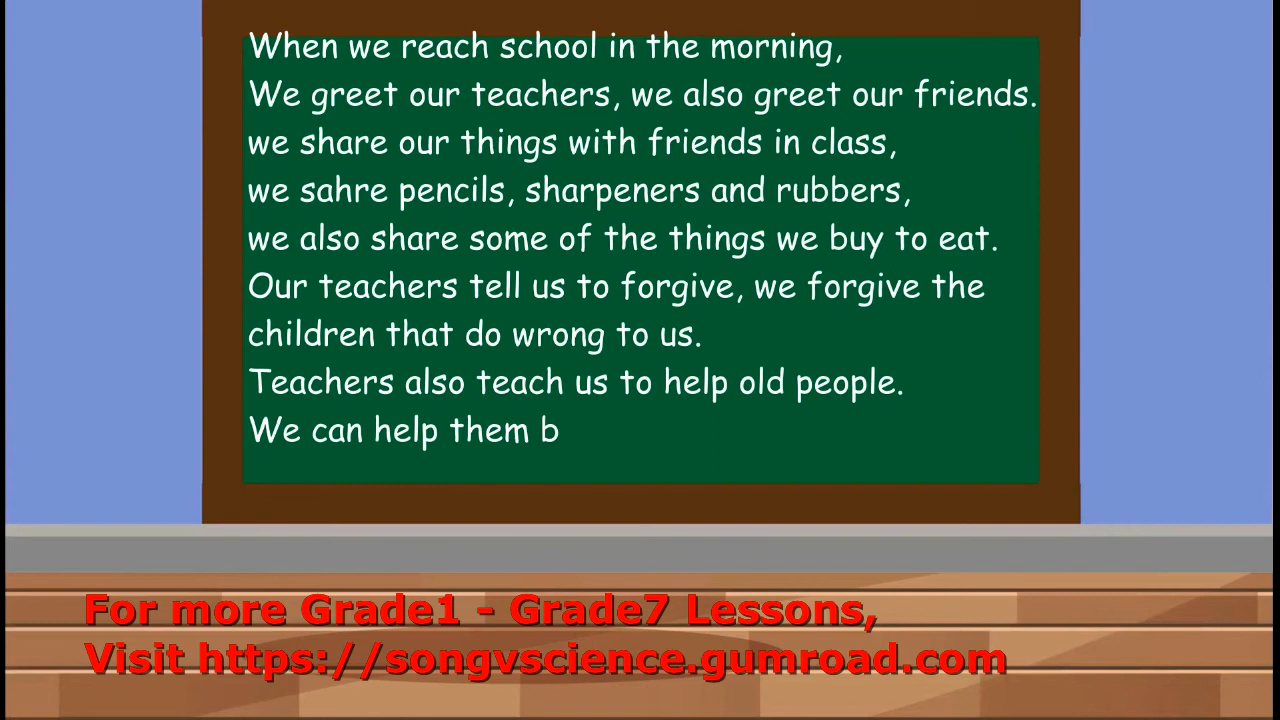 When we reach school in the morning,
We greet our teachers, we also greet our friends.
we share our things with friends in class,
we sahre pencils, sharpeners and rubbers,
we also share some of the things we buy to eat.
Our teachers tell us to forgive, we forgive the
children that do wrong to us.
Teachers also teach us to help old people.
We can help them b
For more Grade1 - Grade7 Lessons,
Visit https://songvscience.gumroad.com